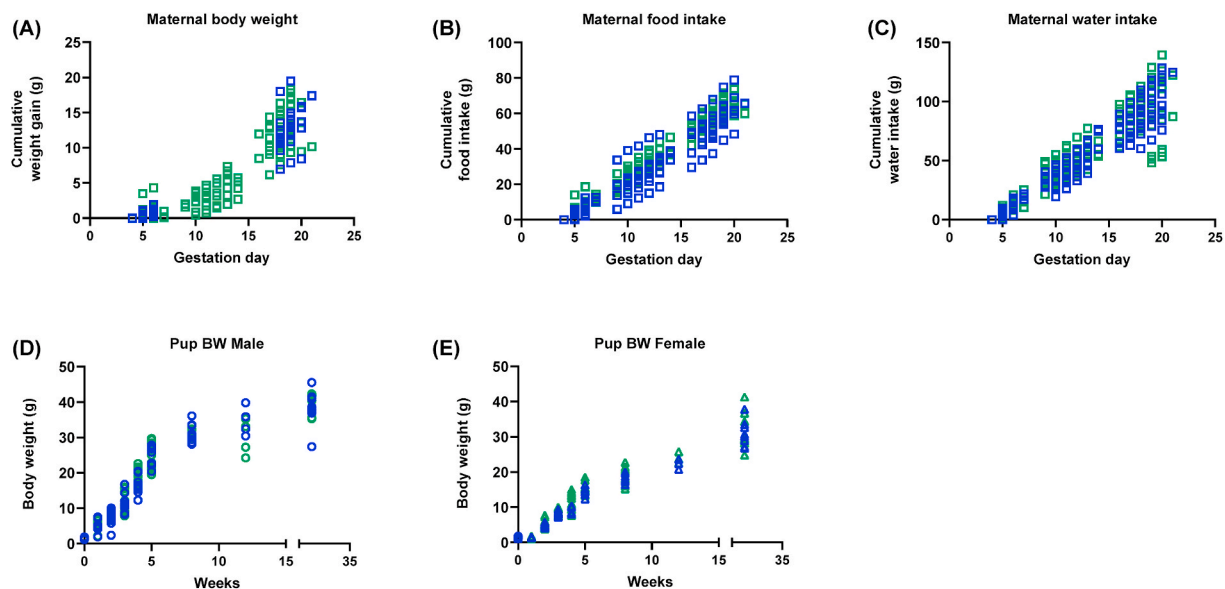 Maternal body weight
Maternal food intake
Maternal water intake
(A)
(B)
(C)
Cumulative
weight gain (g)
25
20
15
10
5
0
0 5 10 15 20 25
Gestation day
Cumulative
food intake (g)
100
80
60
40
20
0
0 5 10 15 20 25
Gestation day
Cumulative
water intake (g)
150
100
50
0
0 5 10 15 20 25
Gestation day
(D)
Pup BW Male
Body weight (g)
50
40
30
20
10
0
0 5 10 15 35
Weeks
(E)
Pup BW Female
Body weight (g)
50
40
30
20
10
0
0 5 10 15 35
Weeks